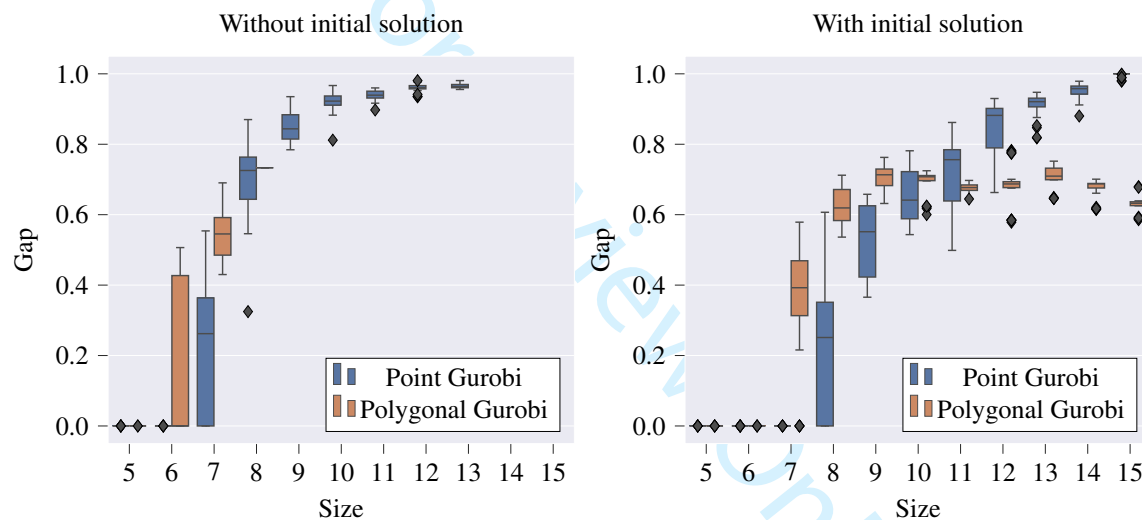 Without initial solution
1.0
0.8
0.6
0.4
0.2
0.0
Gap
Point Gurobi
Polygonal Gurobi
5 6 7 8 9 10 11 12 13 14 15
Size
With initial solution
1.0
0.8
0.6
0.4
0.2
0.0
Gap
Point Gurobi
Polygonal Gurobi
5 6 7 8 9 10 11 12 13 14 15
Size